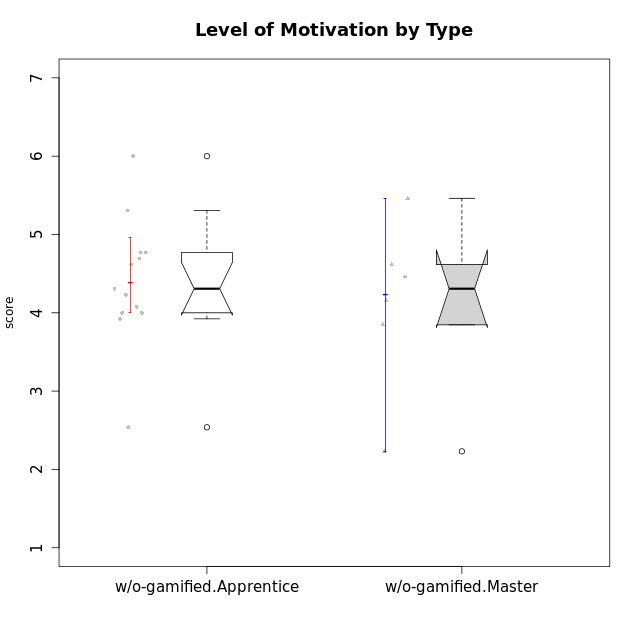 Level of Motivation by Type
7
6
5
4
3
2
1
score
w/o-gamified.Apprentice
w/o-gamified.Master